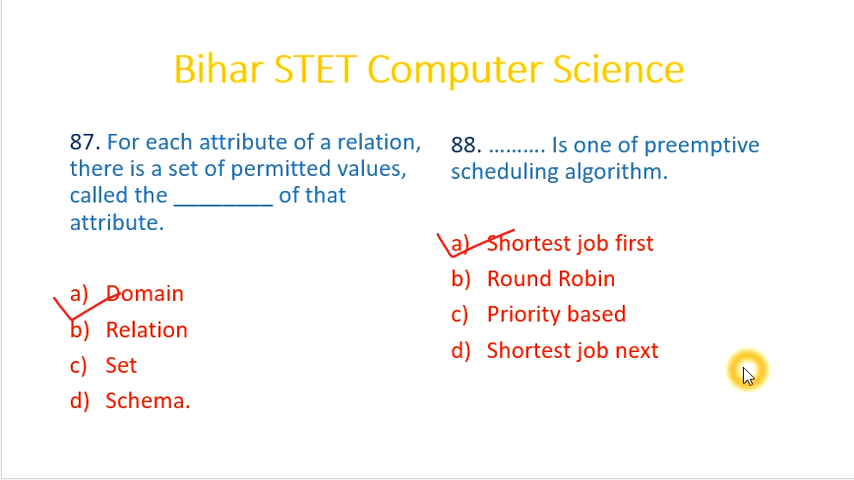 Bihar STET Computer Science
87. For each attribute of a relation,
there is a set of permitted values,
called the ________ of that
attribute.
a) Domain
b) Relation
c) Set
d) Schema.
88. ………. Is one of preemptive
scheduling algorithm.
a) Shortest job first
b) Round Robin
c) Priority based
d) Shortest job next